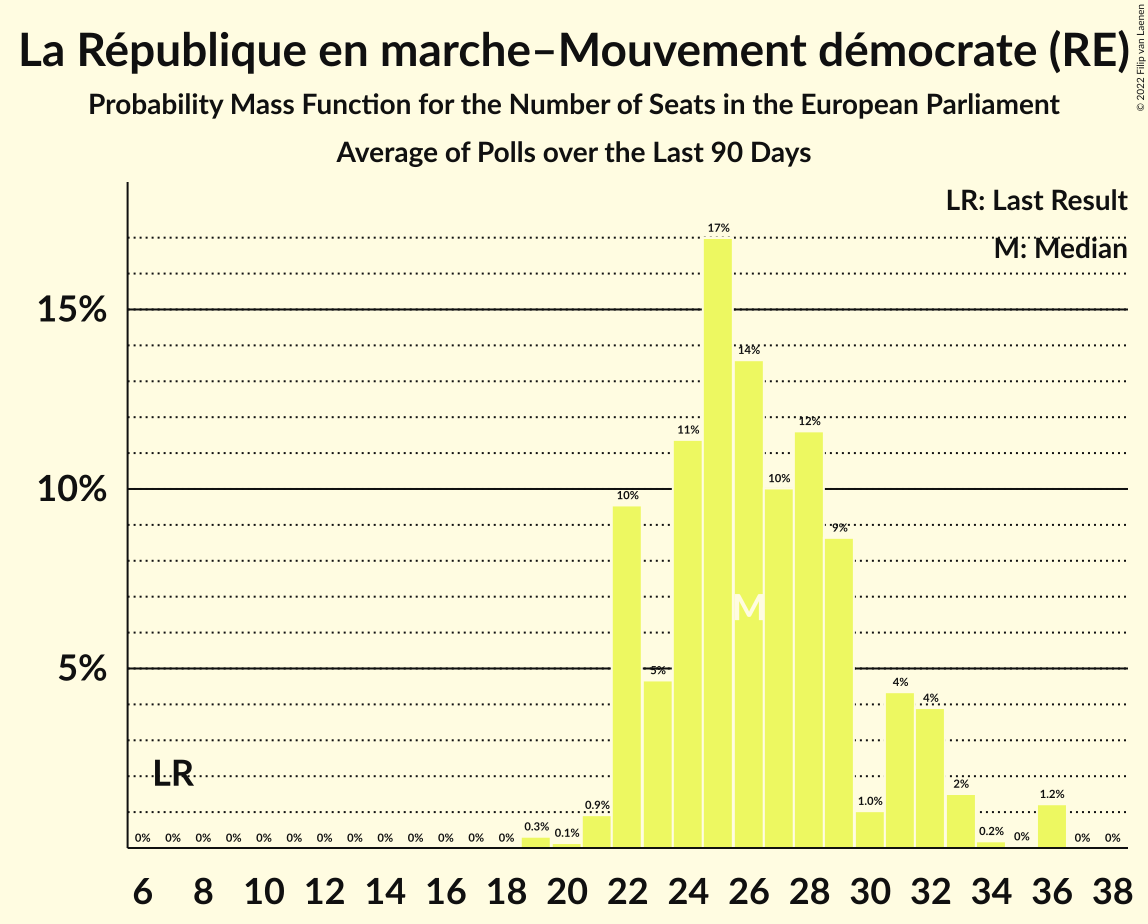 La République en marche–Mouvement démocrate (RE)
Probability Mass Function for the Number of Seats in the European Parliament
Average of Polls over the Last 90 Days
© 2022 Filip van Laenen
LR: Last Result
M: Median
17%
15%
14%
12%
11%
10%
10%
10%
9%
M
5%
5%
4%
4%
LR
2%
1.2%
1.0%
0.9%
0% 0% 0% 0% 0% 0% 0% 0% 0% 0% 0% 0% 0% 0.3% 0.1% 0.2% 0% 0% 0%
6 8 10 12 14 16 18 20 22 24 26 28 30 32 34 36 38